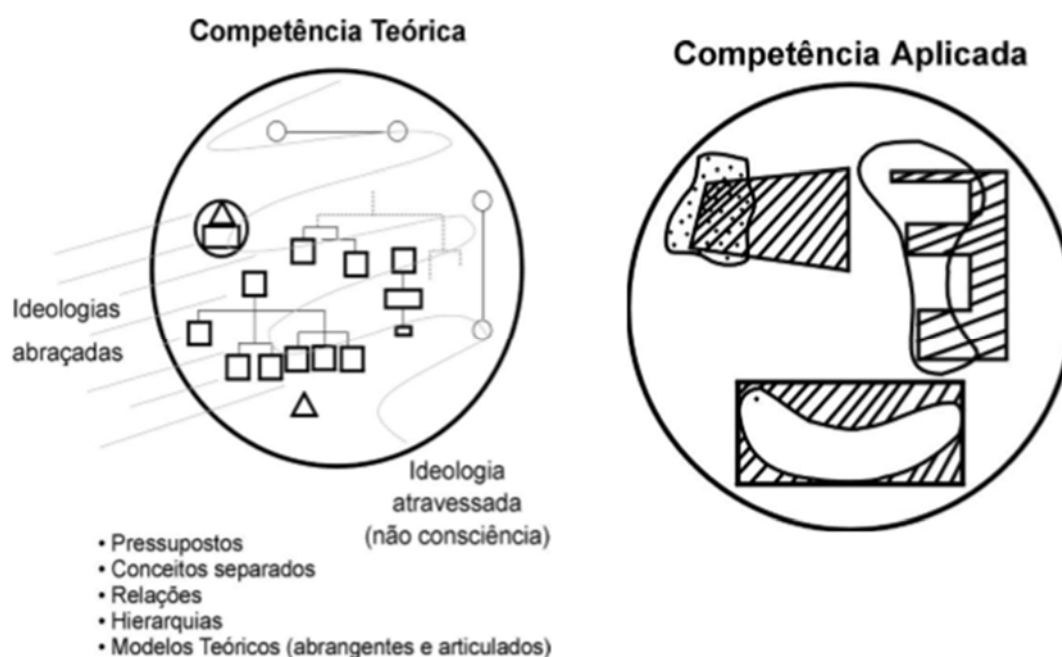 Competência Teórica
Competência Aplicada
Ideologias
abraçadas
Ideologia
atravessada
(não consciência)
• Pressupostos
• Conceitos separados
• Relações
• Hierarquias
• Modelos Teóricos (abrangentes e articulados)